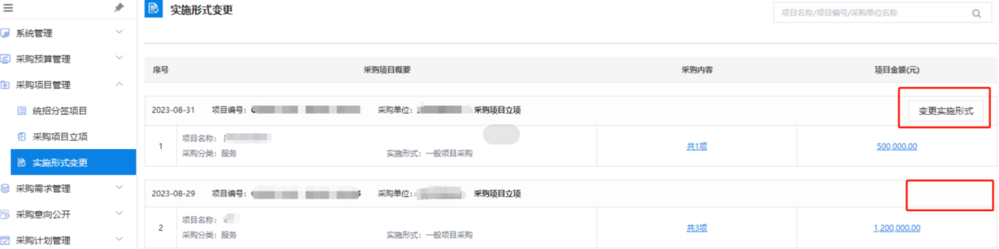 实施形式变更
项目名称/项目编号/采购单位名称
系统管理
采购预算管理
采购项目管理
统招分签项目
采购项目立项
实施形式变更
采购需求管理
采购意向公开
采购计划管理
序号 采购项目概要 采购内容 项目金额(元)
2023-08-31 项目编号: 采购单位: 采购项目立项 变更实施形式
1 项目名称: 共1项 500,000.00
采购分类: 服务 实施形式: 一般项目采购
2023-08-29 项目编号: 采购单位: 采购项目立项
2 项目名称: 共3项 1,200,000.00
采购分类: 服务 实施形式: 一般项目采购